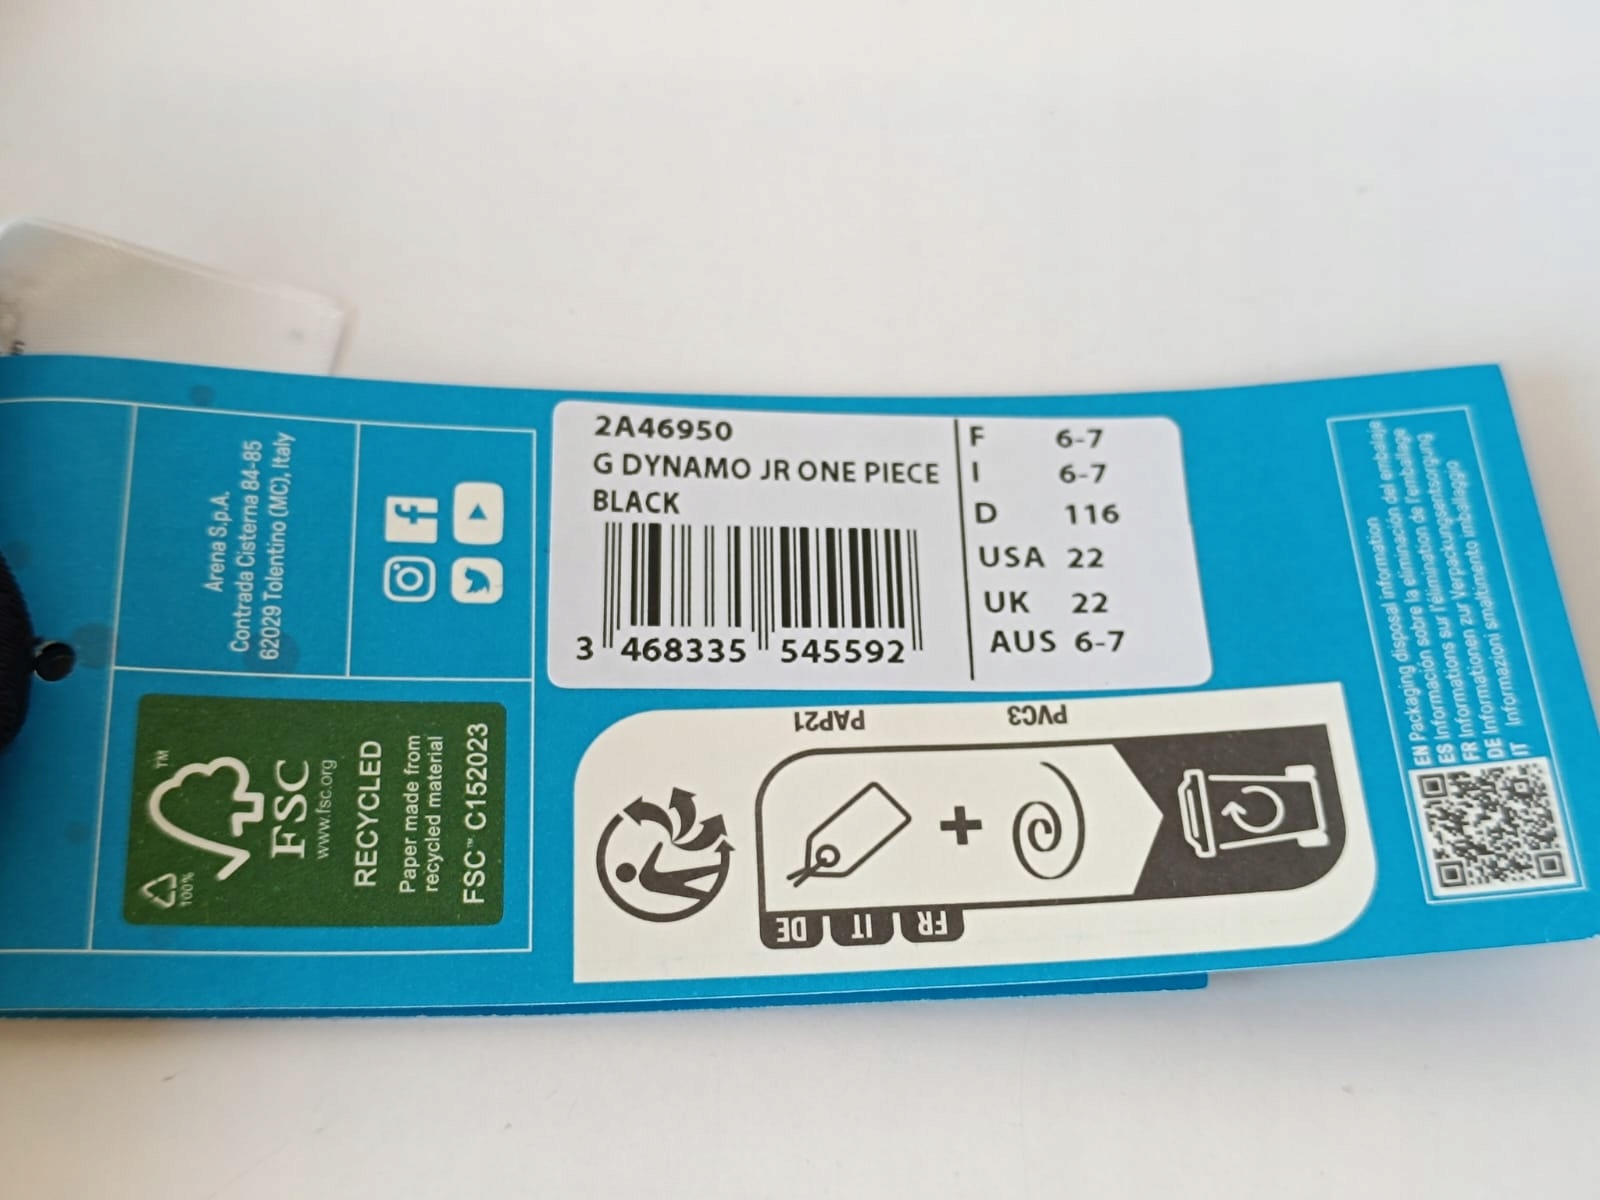 Arena S.p.A.
Contrada Cisterna 84-85
62029 Tolentino (MC), Italy
100%
TM
FSC
www.fsc.org
RECYCLED
Paper made from
recycled material
FSC™ C152023
2A46950
G DYNAMO JR ONE PIECE
BLACK
3 468335 545592
F 6-7
I 6-7
D 116
USA 22
UK 22
AUS 6-7
PAP21
PVC3
FR
IT
DE
EN Packaging disposal information
ES Información sobre la eliminación del embalaje
FR Informations sur l'élimination de l'emballage
DE Informationen zur Verpackungsentsorgung
IT Informazioni smaltimento imballaggio